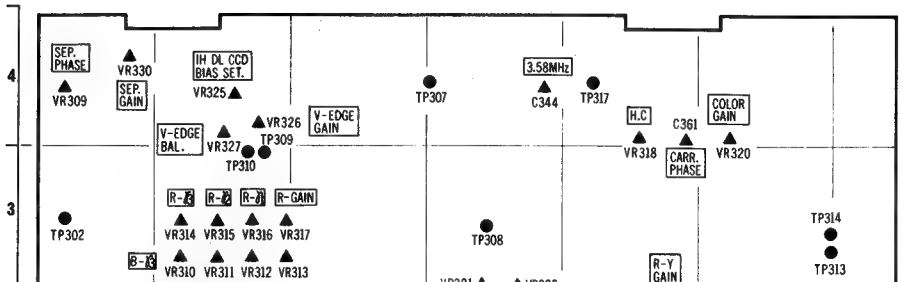 4
SEP.
PHASE
VR309
VR330
SEP.
GAIN
IH DL CCD
BIAS SET.
VR325
V-EDGE
BAL.
VR327
VR326
TP309
TP310
V-EDGE
GAIN
TP307
3.58MHz
C344
TP317
H.C
VR318
C361
CARR.
PHASE
COLOR
GAIN
VR320
3
TP302
R-GAIN
VR314
VR315
VR316
VR317
VR310
VR311
VR312
VR313
TP308
R-Y
GAIN
TP314
TP313